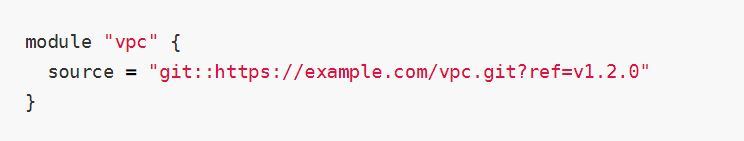 module "vpc" {
  source = "git::https://example.com/vpc.git?ref=v1.2.0"
}